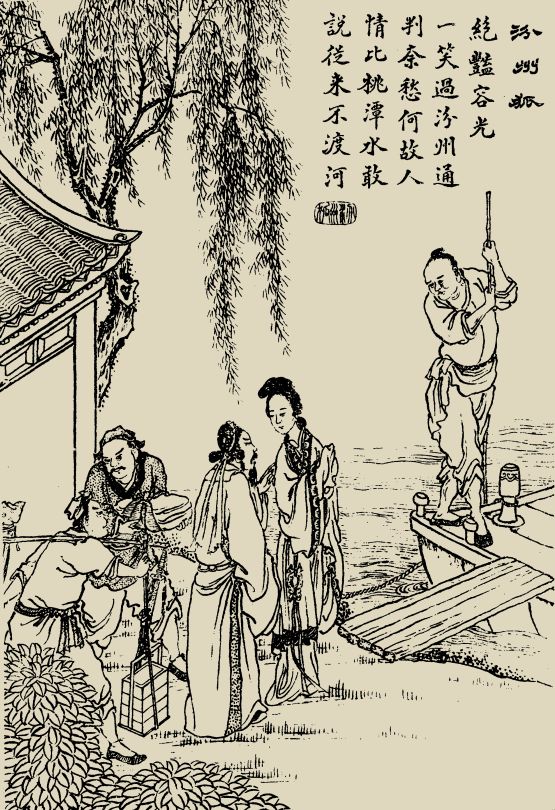 汾州狐
絶豔容光
一笑過汾州通
判奈愁何故人
情比桃潭水敢
説從来不渡河